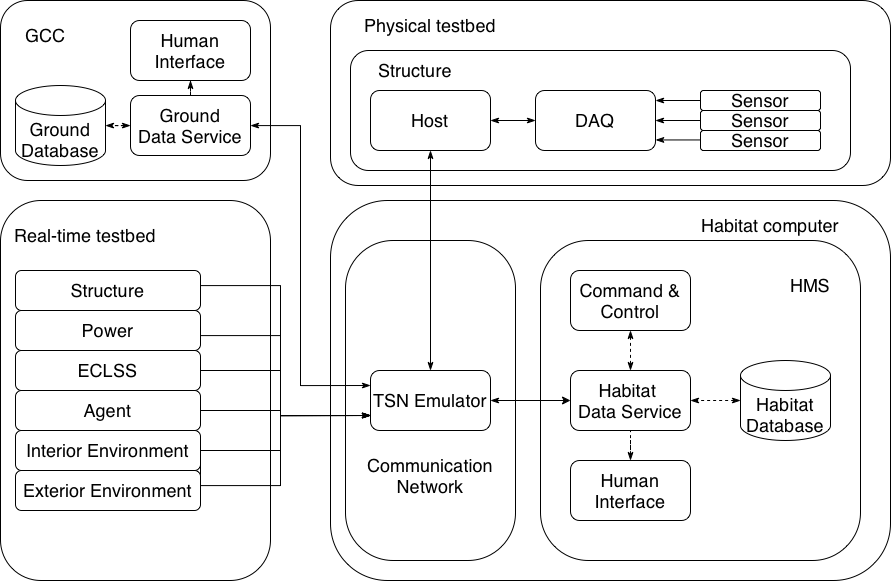 GCC
Human
Interface
Ground
Database
Ground
Data Service
Physical testbed
Structure
Host
DAQ
Sensor
Sensor
Sensor
Real-time testbed
Structure
Power
ECLSS
Agent
Interior Environment
Exterior Environment
Habitat computer
TSN Emulator
Communication
Network
HMS
Command &
Control
Habitat
Data Service
Habitat
Database
Human
Interface